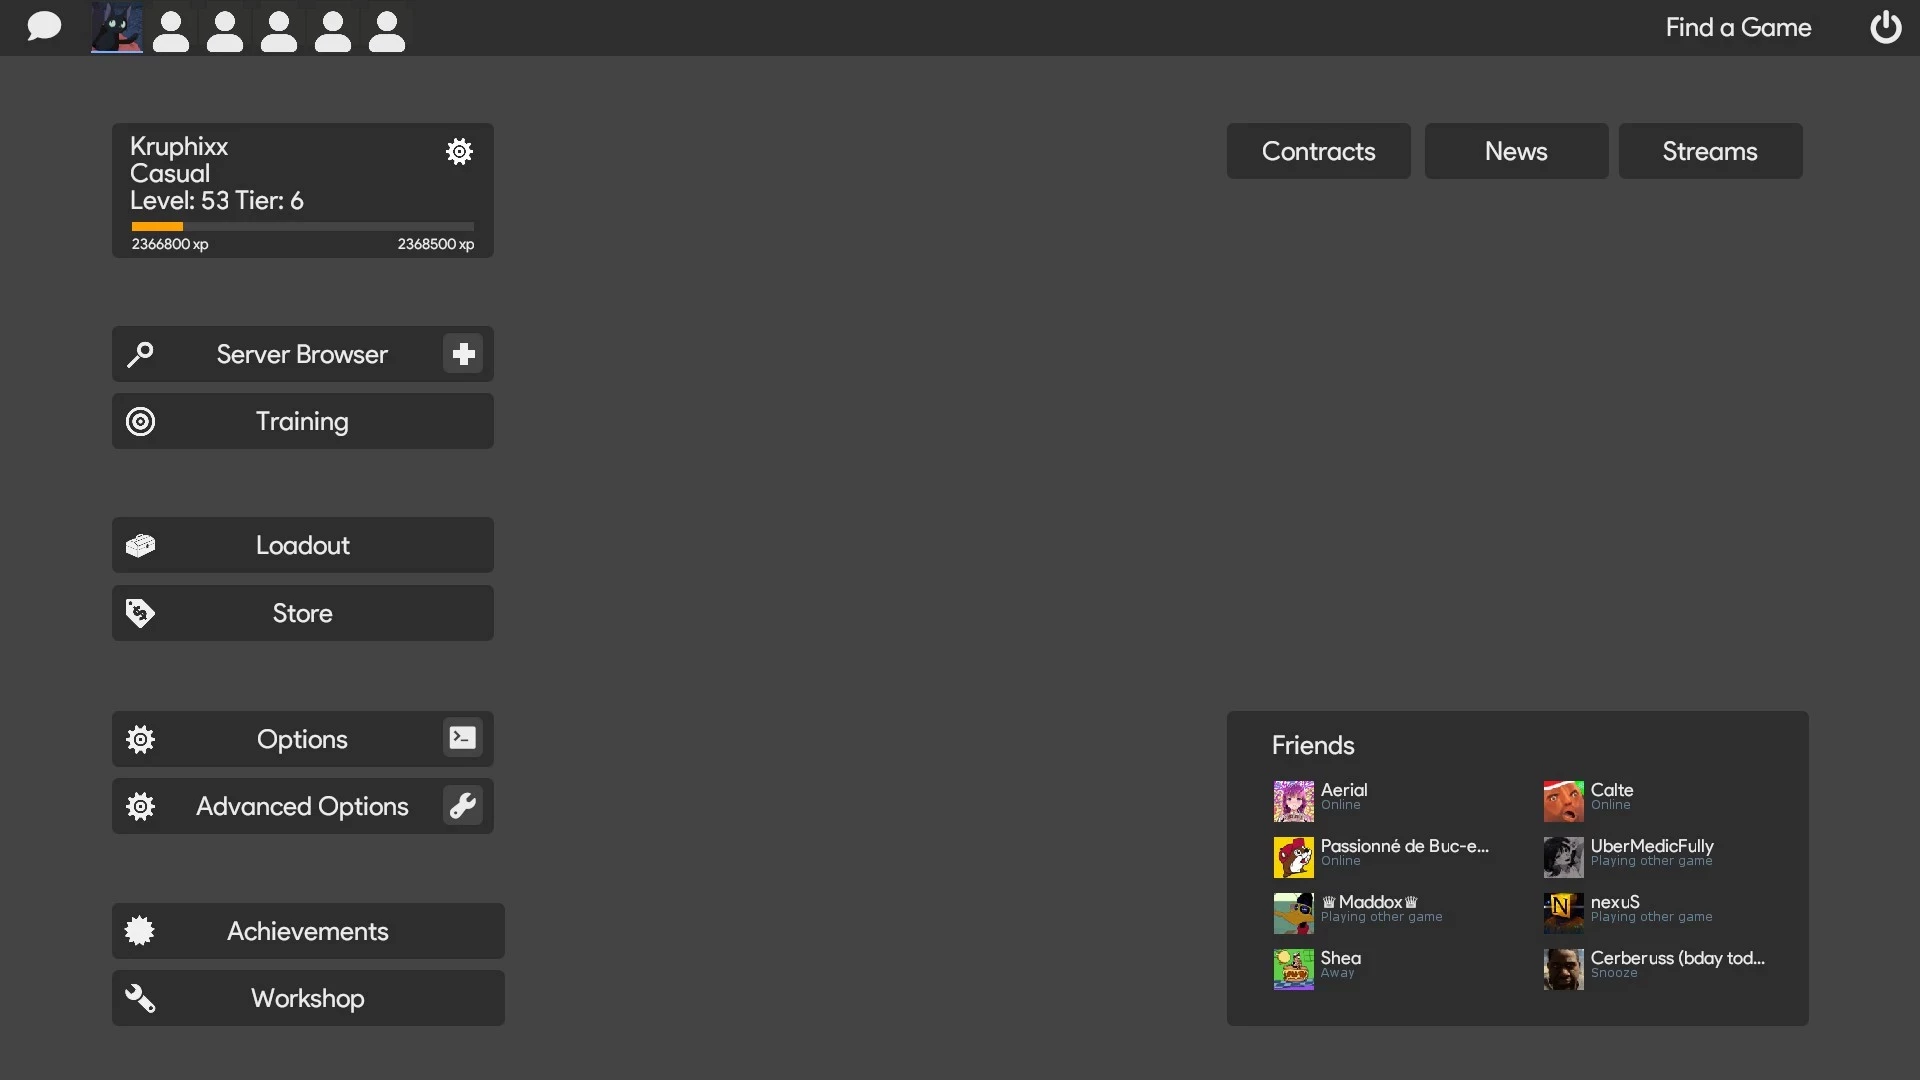 Find a Game
Kruphixx
Casual
Level: 53 Tier: 6
2366800 xp
2368500 xp
Contracts
News
Streams
Server Browser
Training
Loadout
Store
Options
Advanced Options
Achievements
Workshop
Friends
Aerial
Online
Calte
Online
Passionné de Buc-e...
Online
UberMedicFully
Playing other game
♛Maddox♛
Playing other game
nexuS
Playing other game
Shea
Away
Cerberuss (bday tod...
Snooze